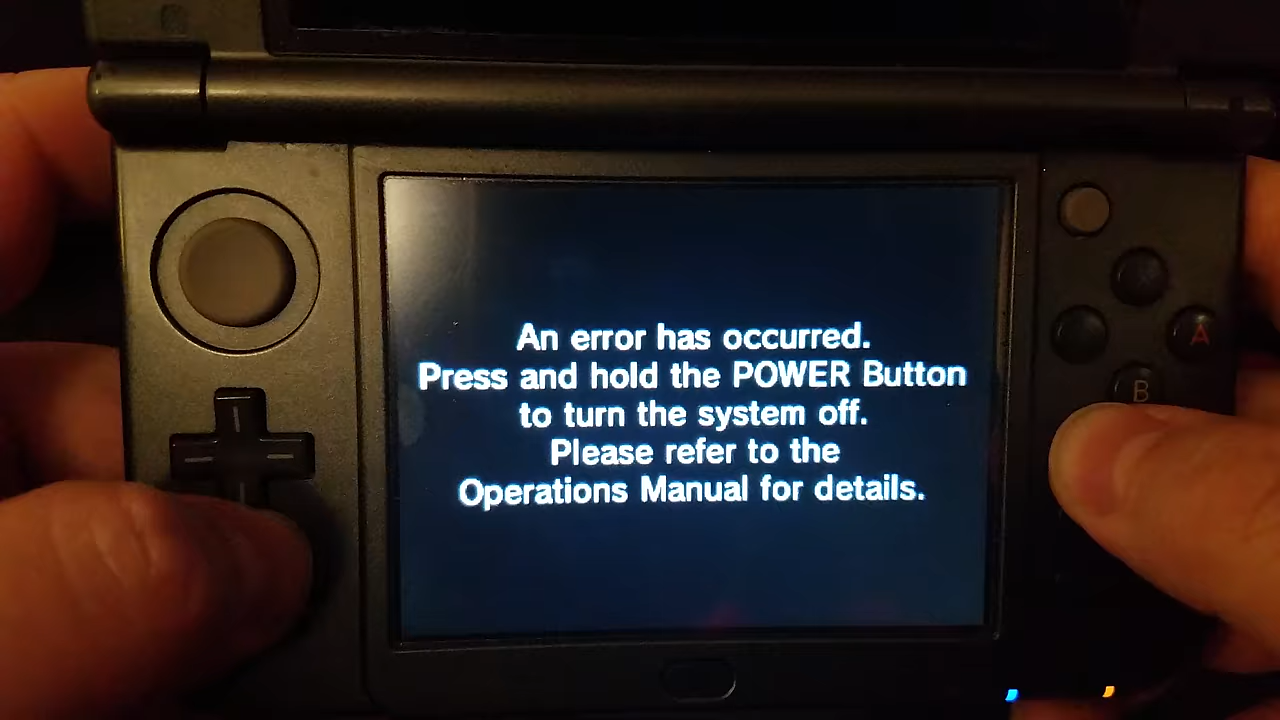 An error has occurred.
Press and hold the POWER Button
to turn the system off.
Please refer to the
Operations Manual for details.
A
B